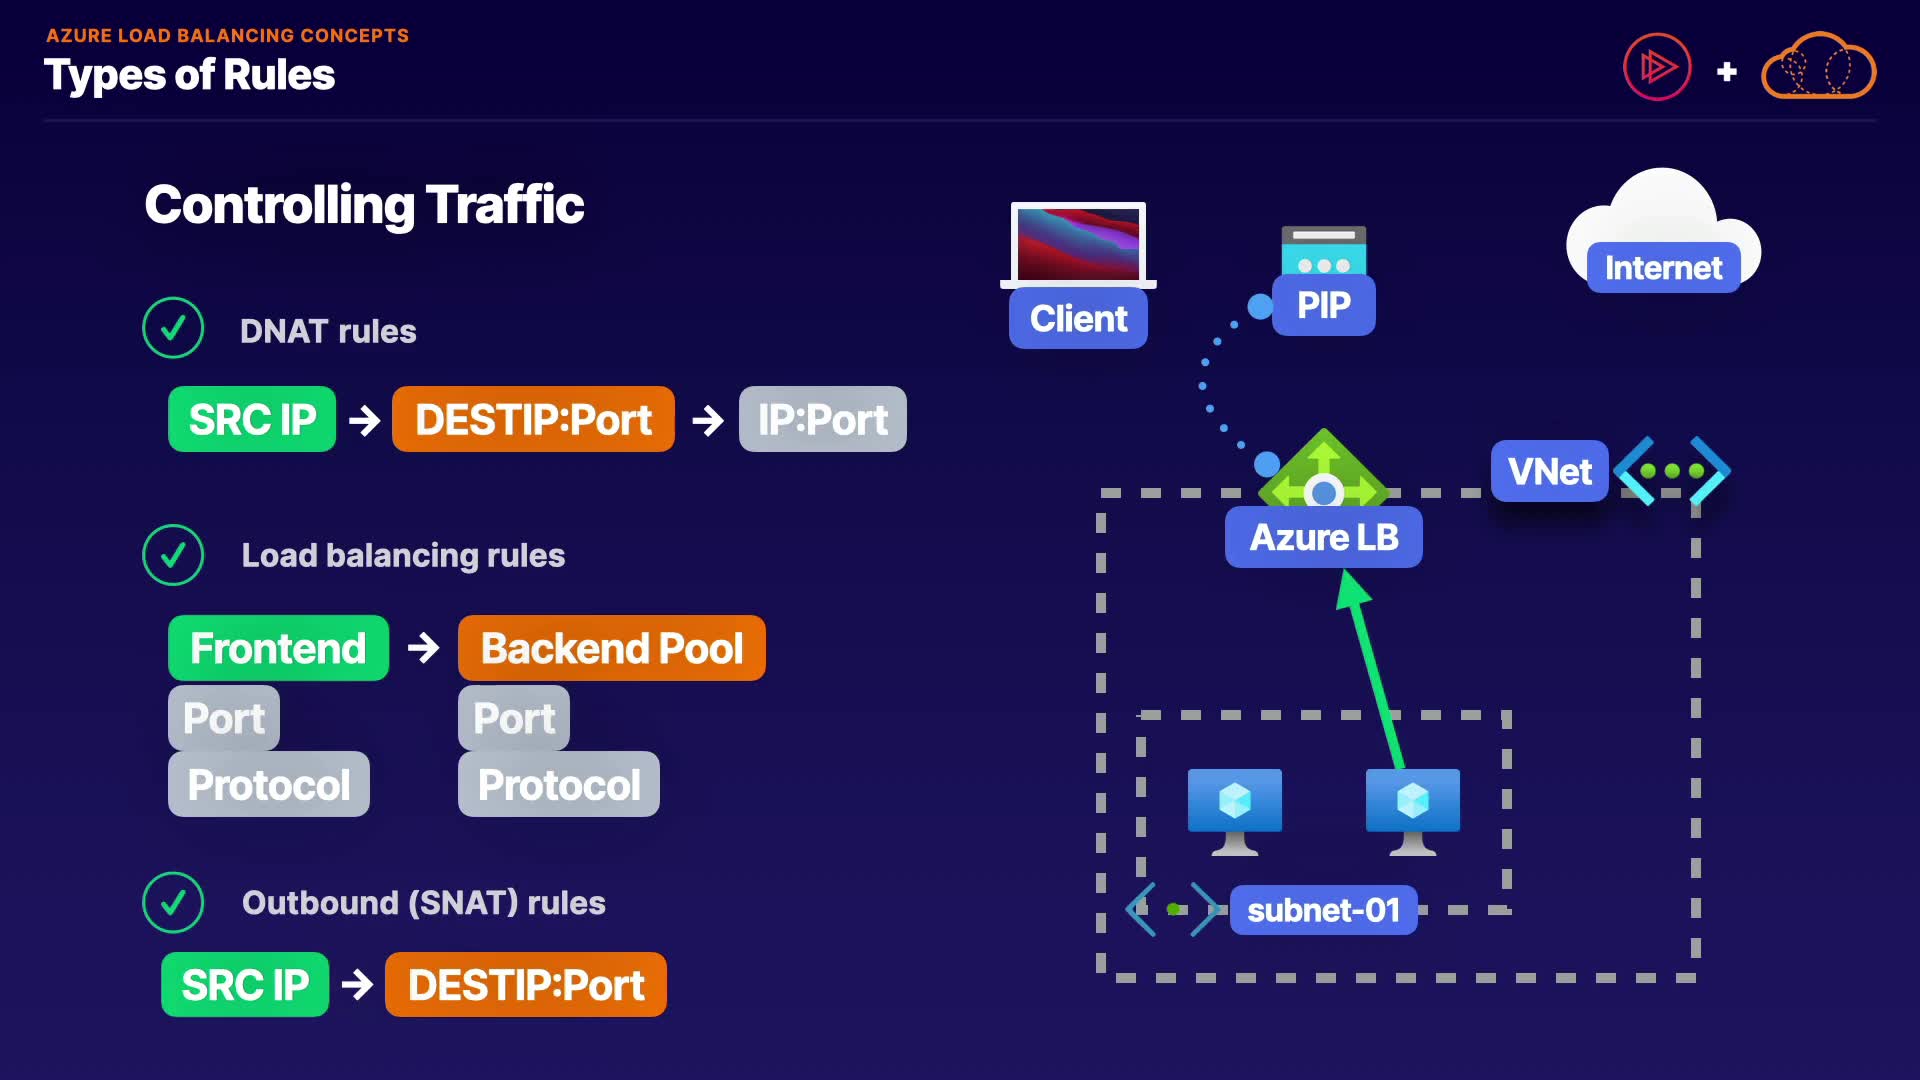 AZURE LOAD BALANCING CONCEPTS
Types of Rules
Controlling Traffic
DNAT rules
SRC IP → DESTIP:Port → IP:Port
Load balancing rules
Frontend → Backend Pool
Port Port
Protocol Protocol
Outbound (SNAT) rules
SRC IP → DESTIP:Port
Client
PIP
Internet
VNet
Azure LB
subnet-01